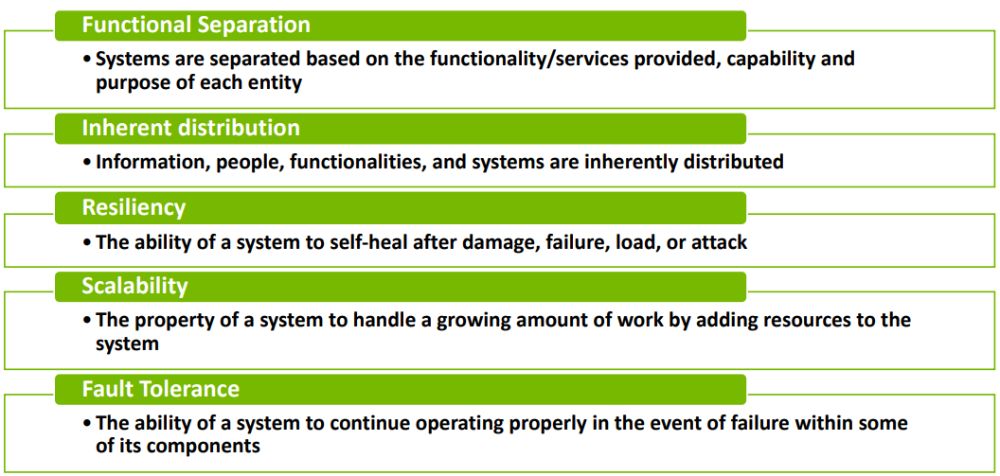 Functional Separation
• Systems are separated based on the functionality/services provided, capability and
purpose of each entity
Inherent distribution
• Information, people, functionalities, and systems are inherently distributed
Resiliency
• The ability of a system to self-heal after damage, failure, load, or attack
Scalability
• The property of a system to handle a growing amount of work by adding resources to the
system
Fault Tolerance
• The ability of a system to continue operating properly in the event of failure within some
of its components